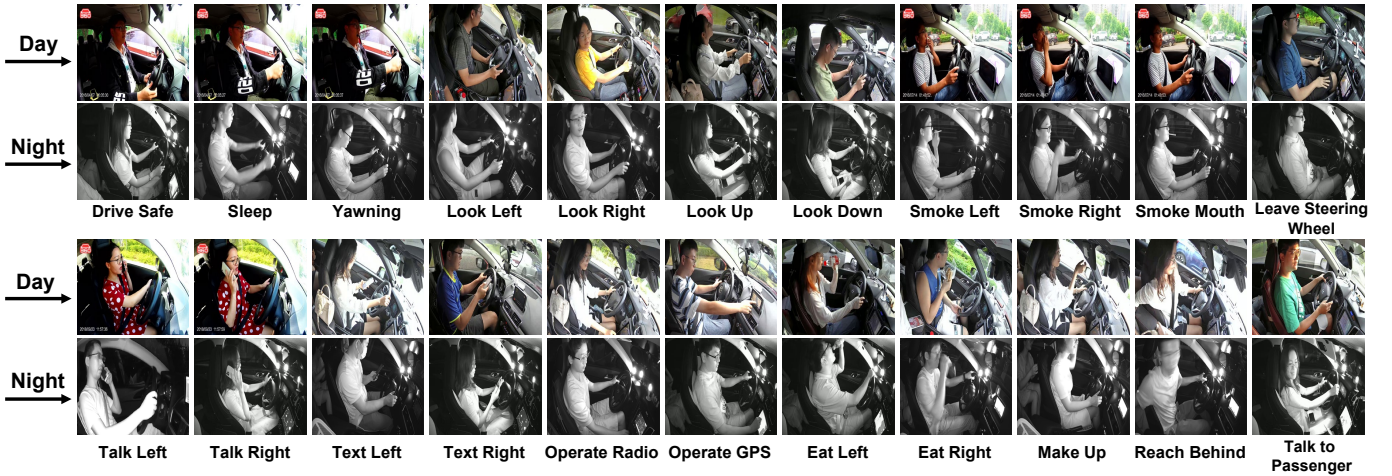 Day
Night
Drive Safe
Sleep
Yawning
Look Left
Look Right
Look Up
Look Down
Smoke Left
Smoke Right
Smoke Mouth
Leave Steering
Wheel
Day
Night
Talk Left
Talk Right
Text Left
Text Right
Operate Radio
Operate GPS
Eat Left
Eat Right
Make Up
Reach Behind
Talk to
Passenger